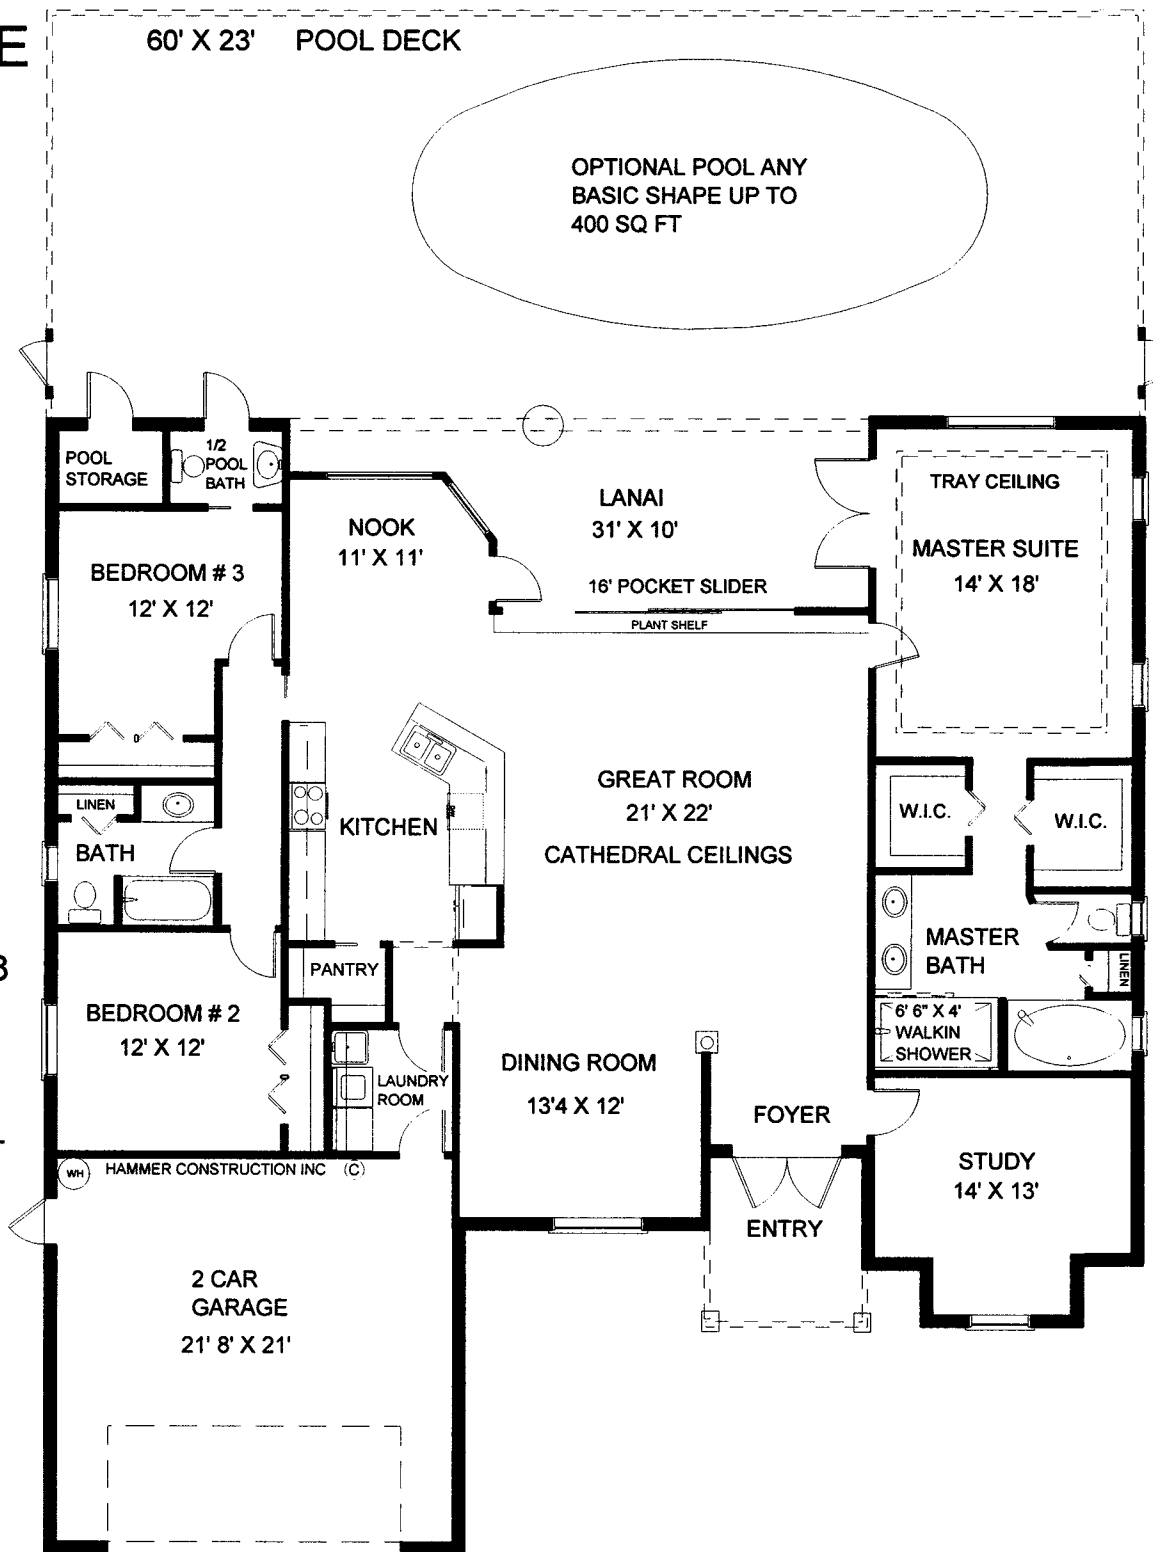 E
60' X 23' POOL DECK
OPTIONAL POOL ANY
BASIC SHAPE UP TO
400 SQ FT
POOL
STORAGE
1/2
POOL
BATH
NOOK
11' X 11'
LANAI
31' X 10'
16' POCKET SLIDER
PLANT SHELF
TRAY CEILING
MASTER SUITE
14' X 18'
BEDROOM # 3
12' X 12'
GREAT ROOM
21' X 22'
CATHEDRAL CEILINGS
KITCHEN
W.I.C.
W.I.C.
LINEN
BATH
MASTER
BATH
LINEN
6' 6" X 4'
WALKIN
SHOWER
PANTRY
BEDROOM # 2
12' X 12'
LAUNDRY
ROOM
DINING ROOM
13'4 X 12'
FOYER
STUDY
14' X 13'
ENTRY
WH
HAMMER CONSTRUCTION INC
C
2 CAR
GARAGE
21' 8' X 21'